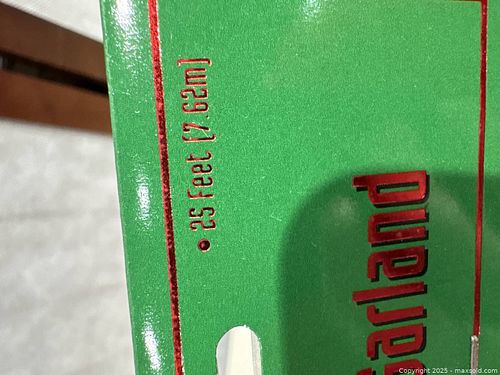 • 25 Feet (7.62m)
Garland
Copyright 2025 - maxsold.com